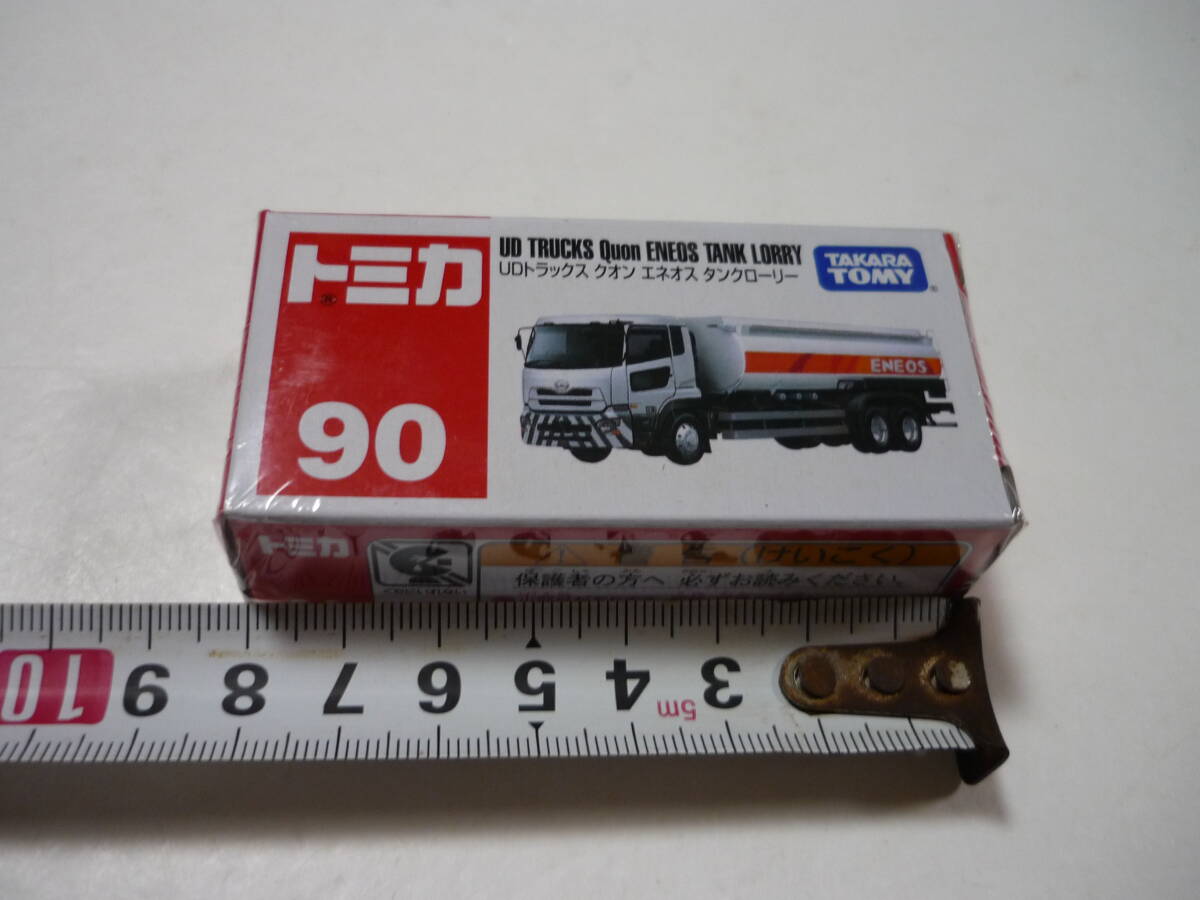 トミカ®
90
UD TRUCKS Quon ENEOS TANK LORRY
UDトラックス クオン エネオス タンクローリー
TAKARA
TOMY®
ENEOS
トミカ
(けいこく)
保護者の方へ 必ずお読みください。
10 9 8 7 6 5 4 5m 3